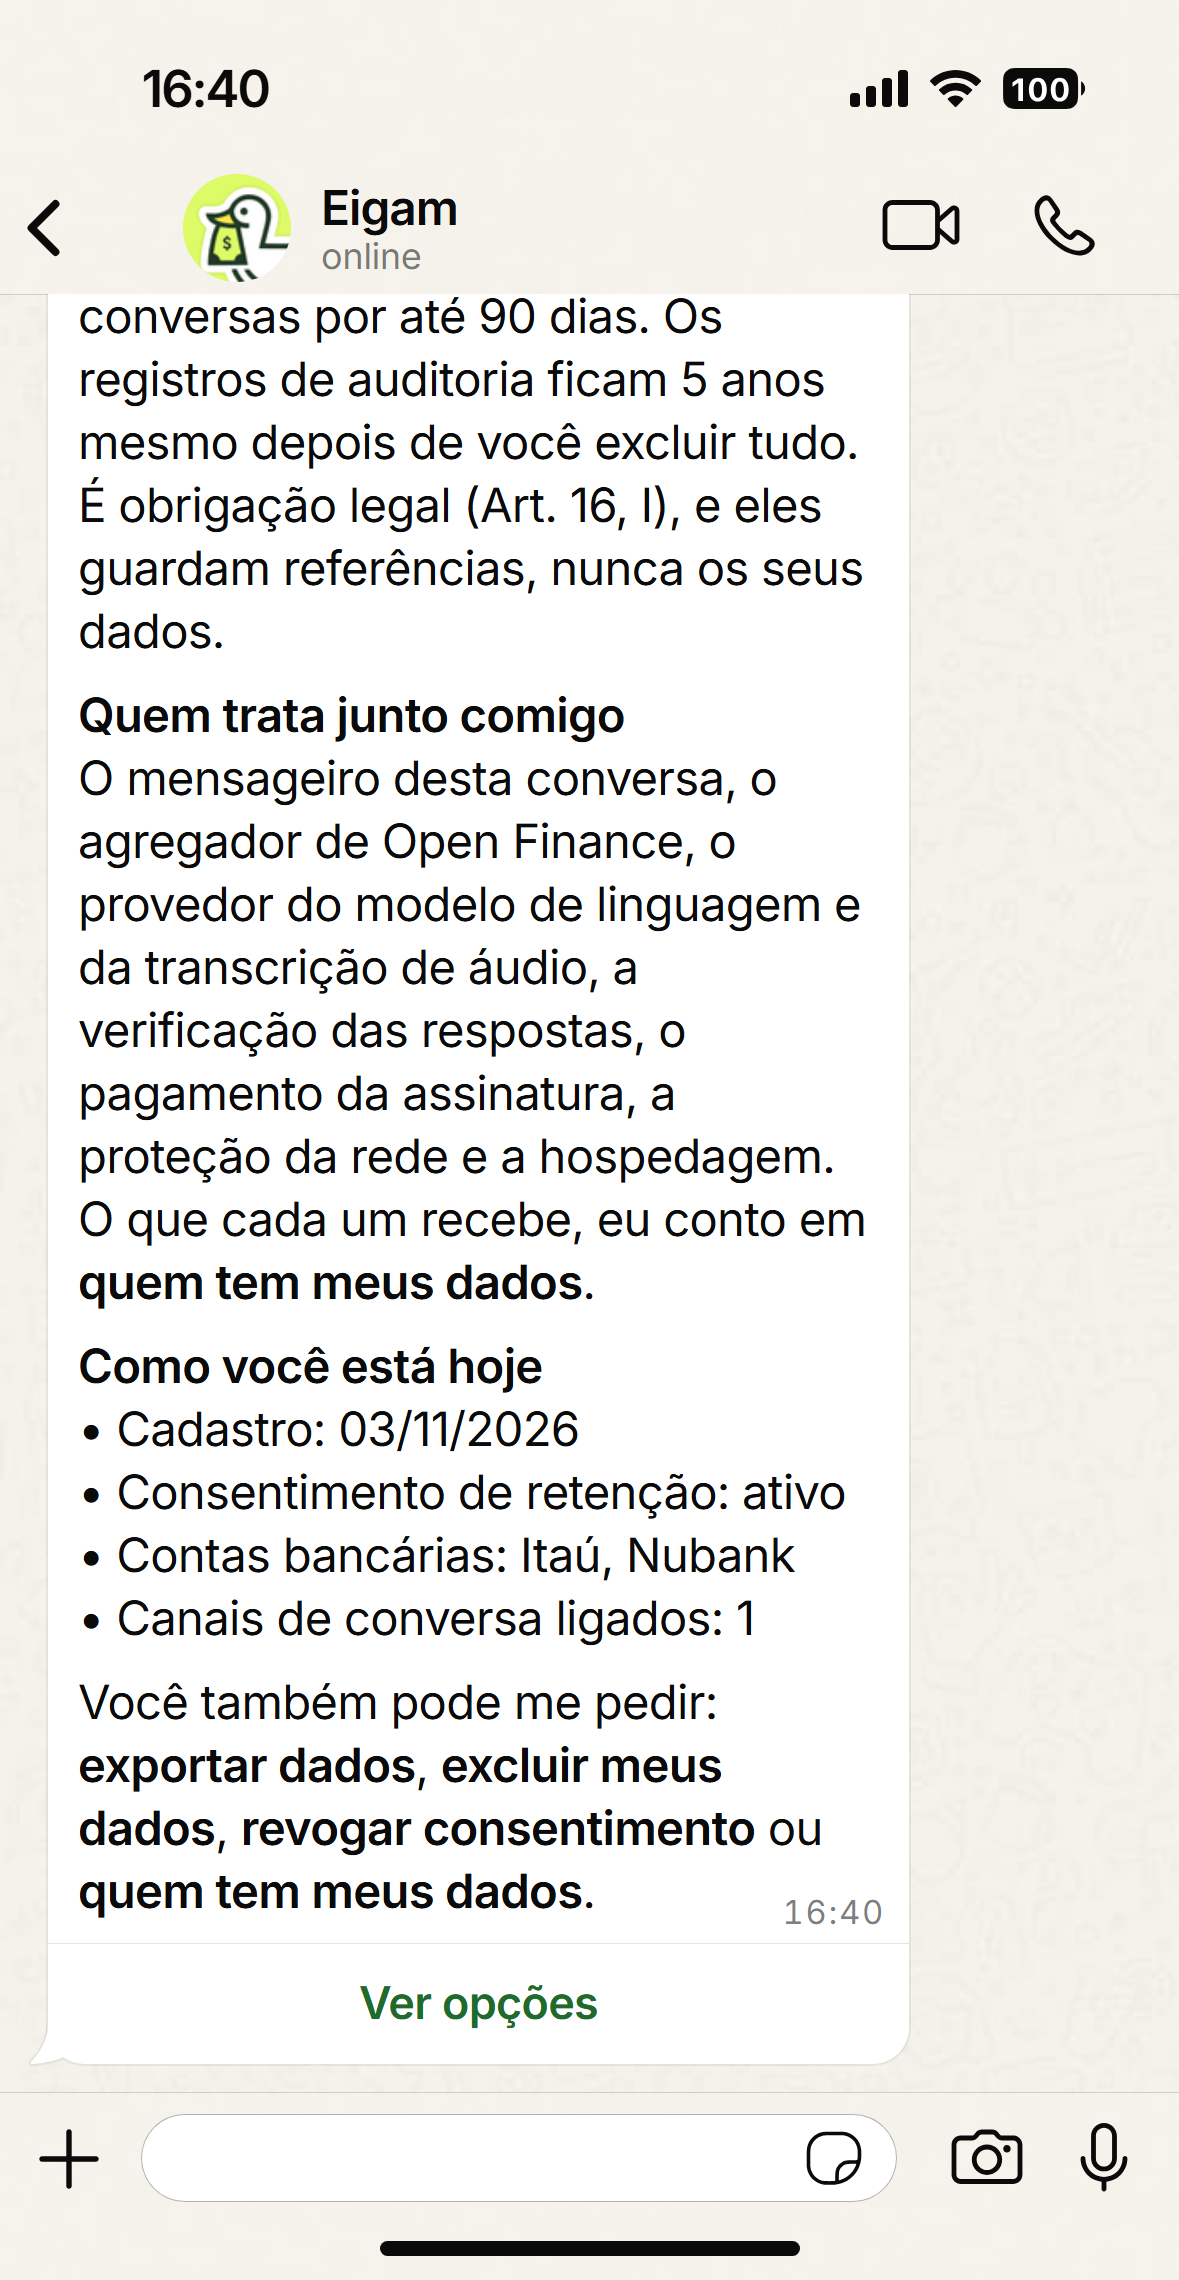 16:40
100
Eigam
online
$
conversas por até 90 dias. Os
registros de auditoria ficam 5 anos
mesmo depois de você excluir tudo.
É obrigação legal (Art. 16, I), e eles
guardam referências, nunca os seus
dados.
Quem trata junto comigo
O mensageiro desta conversa, o
agregador de Open Finance, o
provedor do modelo de linguagem e
da transcrição de áudio, a
verificação das respostas, o
pagamento da assinatura, a
proteção da rede e a hospedagem.
O que cada um recebe, eu conto em
quem tem meus dados.
Como você está hoje
• Cadastro: 03/11/2026
• Consentimento de retenção: ativo
• Contas bancárias: Itaú, Nubank
• Canais de conversa ligados: 1
Você também pode me pedir:
exportar dados, excluir meus
dados, revogar consentimento ou
quem tem meus dados.
16:40
Ver opções